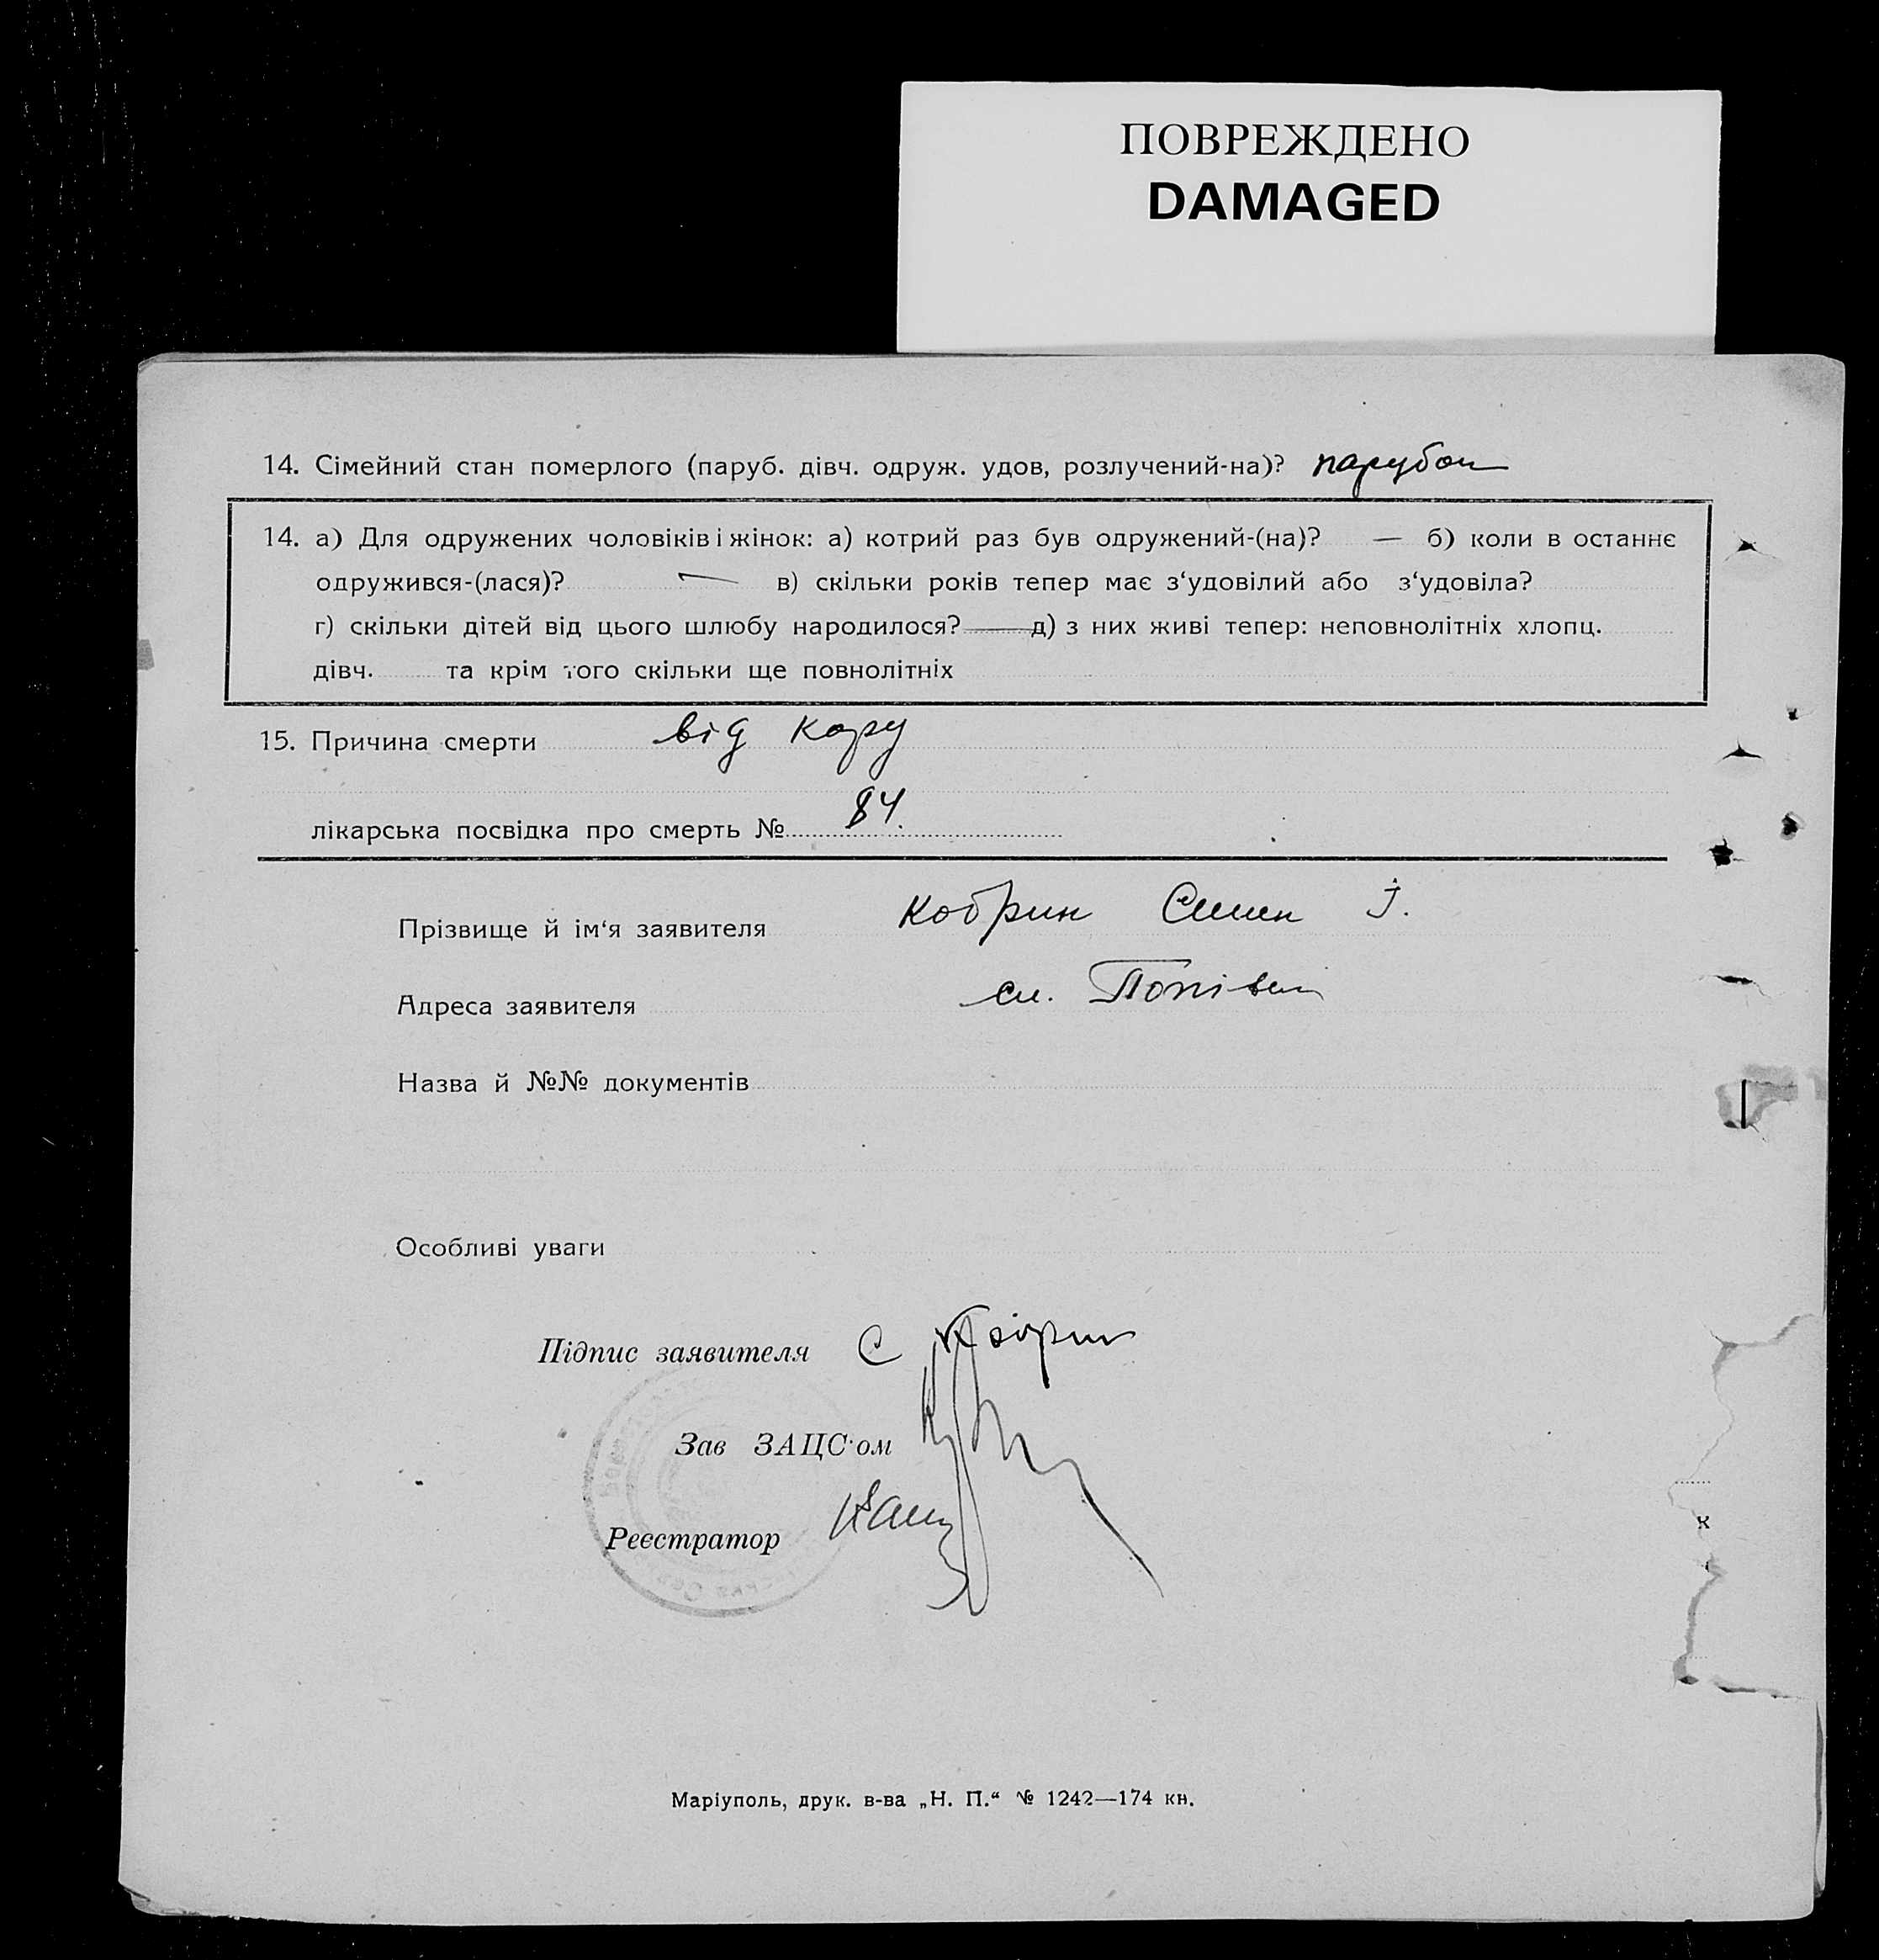 ПОВРЕЖДЕНО
DAMAGED
14. Сімейний стан померлого (паруб. дівч. одруж. удов, розлучений-на)? парубок
14. а) Для одружених чоловіків і жінок: а) котрий раз був одружений-(на)? — б) коли в останнє
одружився-(лася)? — в) скільки років тепер має з‘удовілий або з‘удовіла?
г) скільки дітей від цього шлюбу народилося? — д) з них живі тепер: неповнолітніх хлопц.
дівч. та крім того скільки ще повнолітніх
15. Причина смерти від кору
лікарська посвідка про смерть № 84.
Прізвище й ім‘я заявителя Кобрин Семен І.
Адреса заявителя
Назва й №№ документів
Особливі уваги
Підпис заявителя С Кобрин
Зав ЗАЦС‘ом
Реєстратор
к
Маріуполь, друк. в-ва „Н. П.“ № 1242—174 кн.